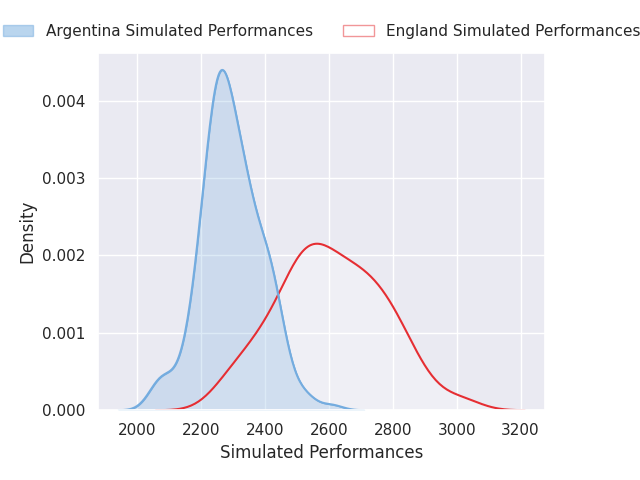 Argentina Simulated Performances England Simulated Performances
0.004
0.003
0.002
0.001
0.000
Density
2000 2200 2400 2600 2800 3000 3200
Simulated Performances